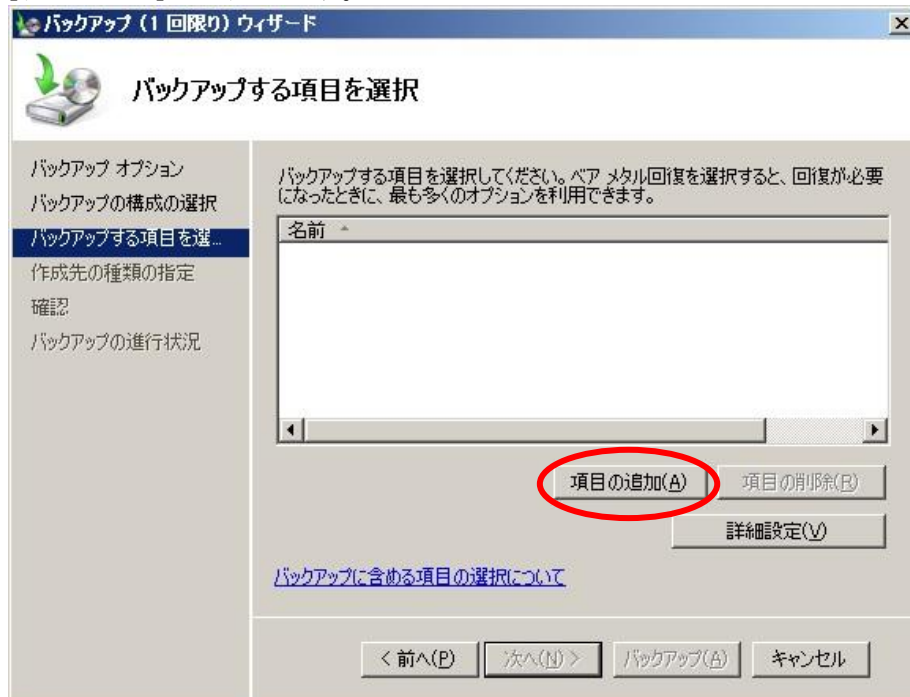 バックアップ (1 回限り) ウィザード
バックアップする項目を選択
バックアップ オプション
バックアップの構成の選択
バックアップする項目を選...
作成先の種類の指定
確認
バックアップの進行状況
バックアップする項目を選択してください。ベア メタル回復を選択すると、回復が必要
になったときに、最も多くのオプションを利用できます。
名前
項目の追加(A)
項目の削除(R)
詳細設定(V)
バックアップに含める項目の選択について
< 前へ(P)
次へ(N) >
バックアップ(A)
キャンセル